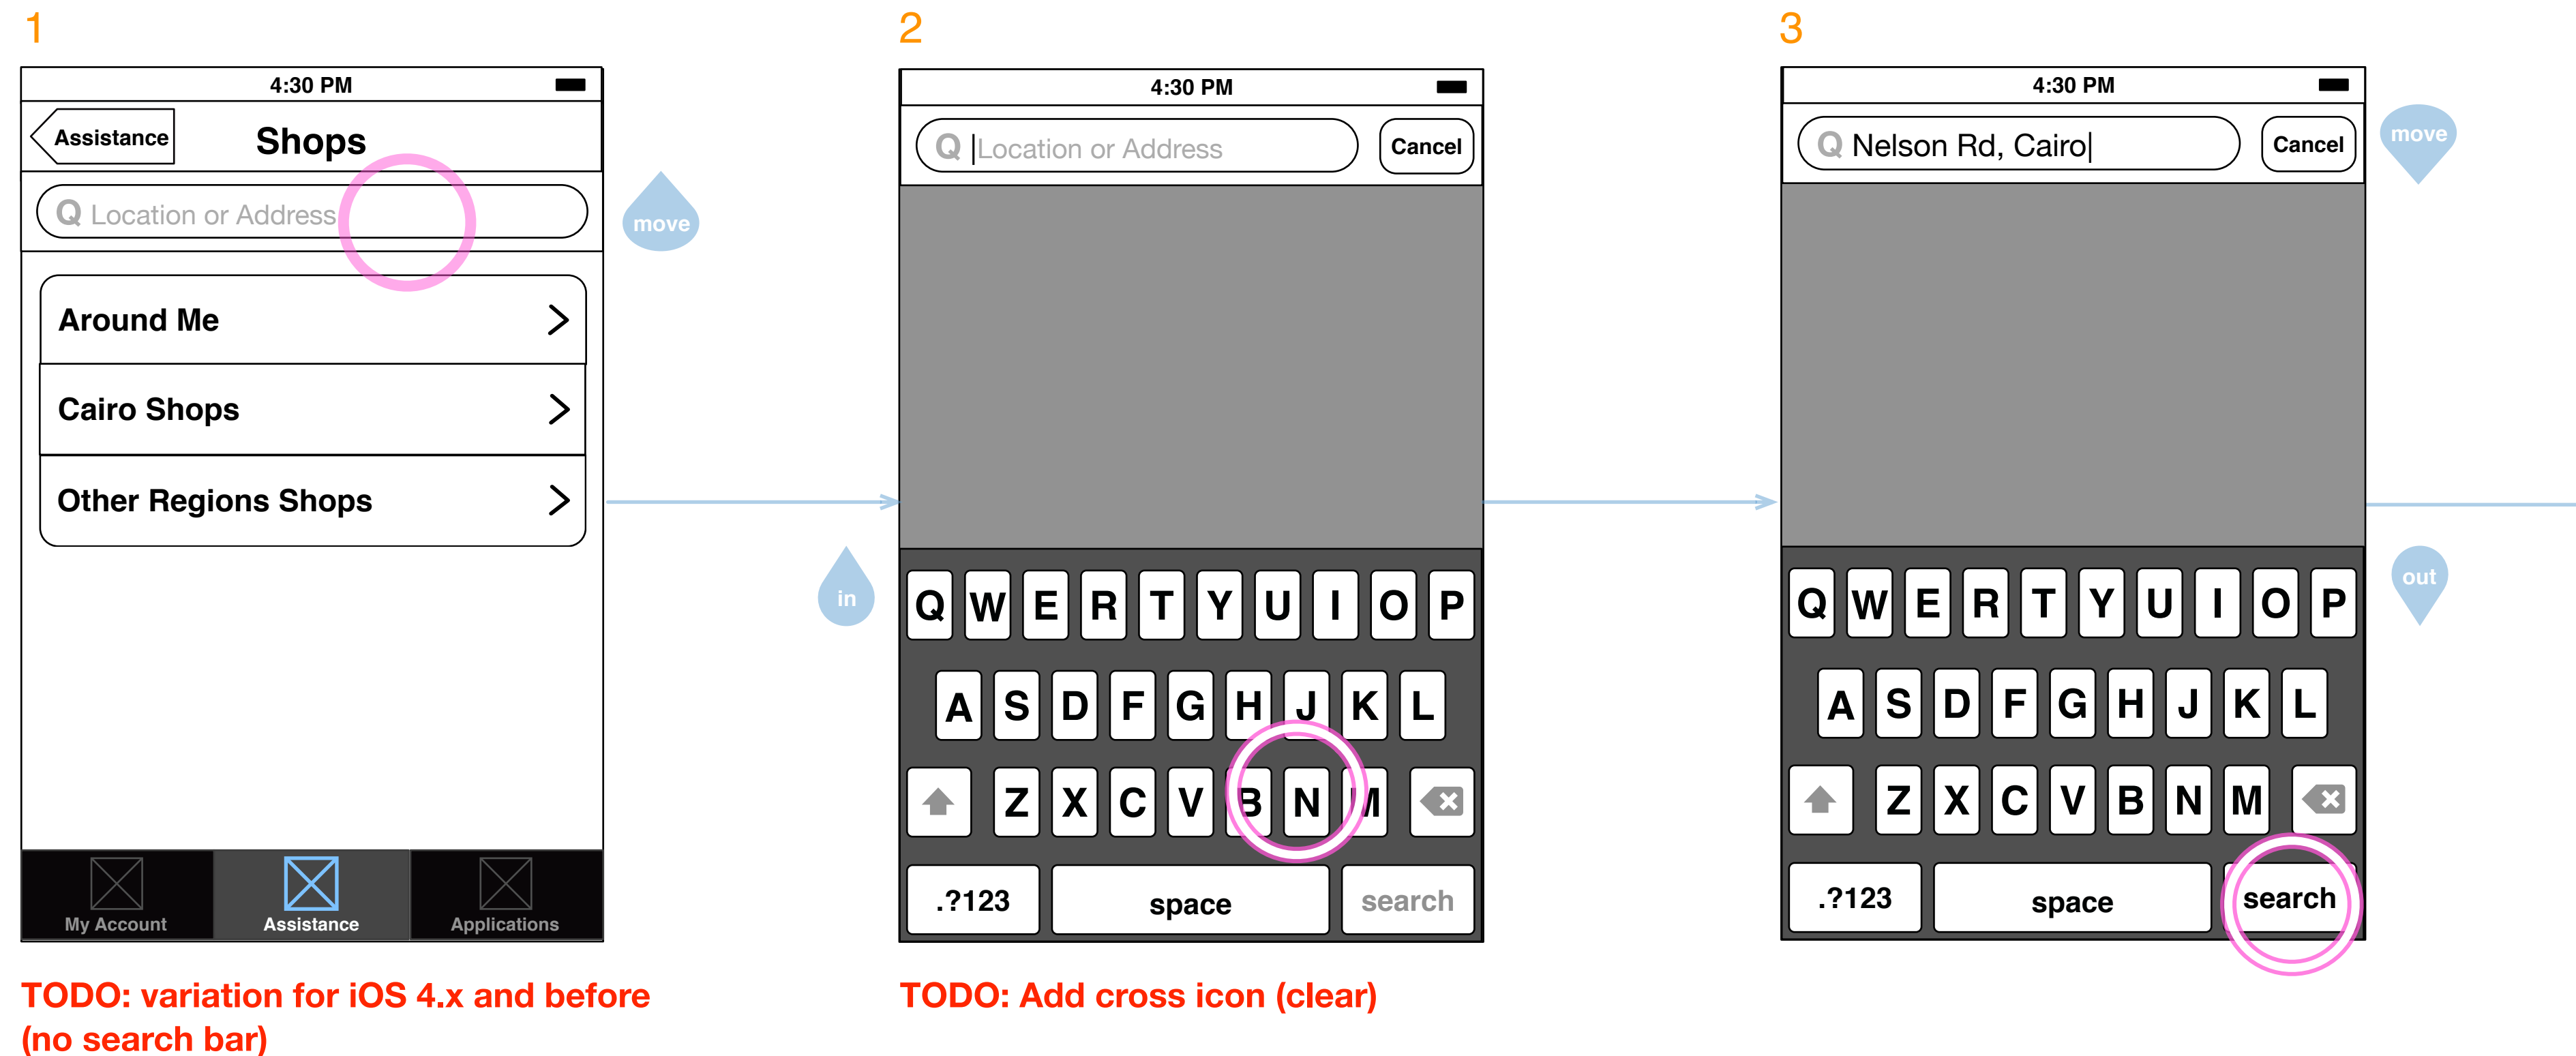 1
4:30 PM
Assistance
Shops
Q Location or Address
move
Around Me
Cairo Shops
Other Regions Shops
My Account
Assistance
Applications
TODO: variation for iOS 4.x and before
(no search bar)
2
4:30 PM
Q Location or Address
Cancel
in
Q W E R T Y U I O P
A S D F G H J K L
Z X C V B N M
.?123 space search
TODO: Add cross icon (clear)
3
4:30 PM
Q Nelson Rd, Cairo
Cancel
move
out
Q W E R T Y U I O P
A S D F G H J K L
Z X C V B N M
.?123 space search